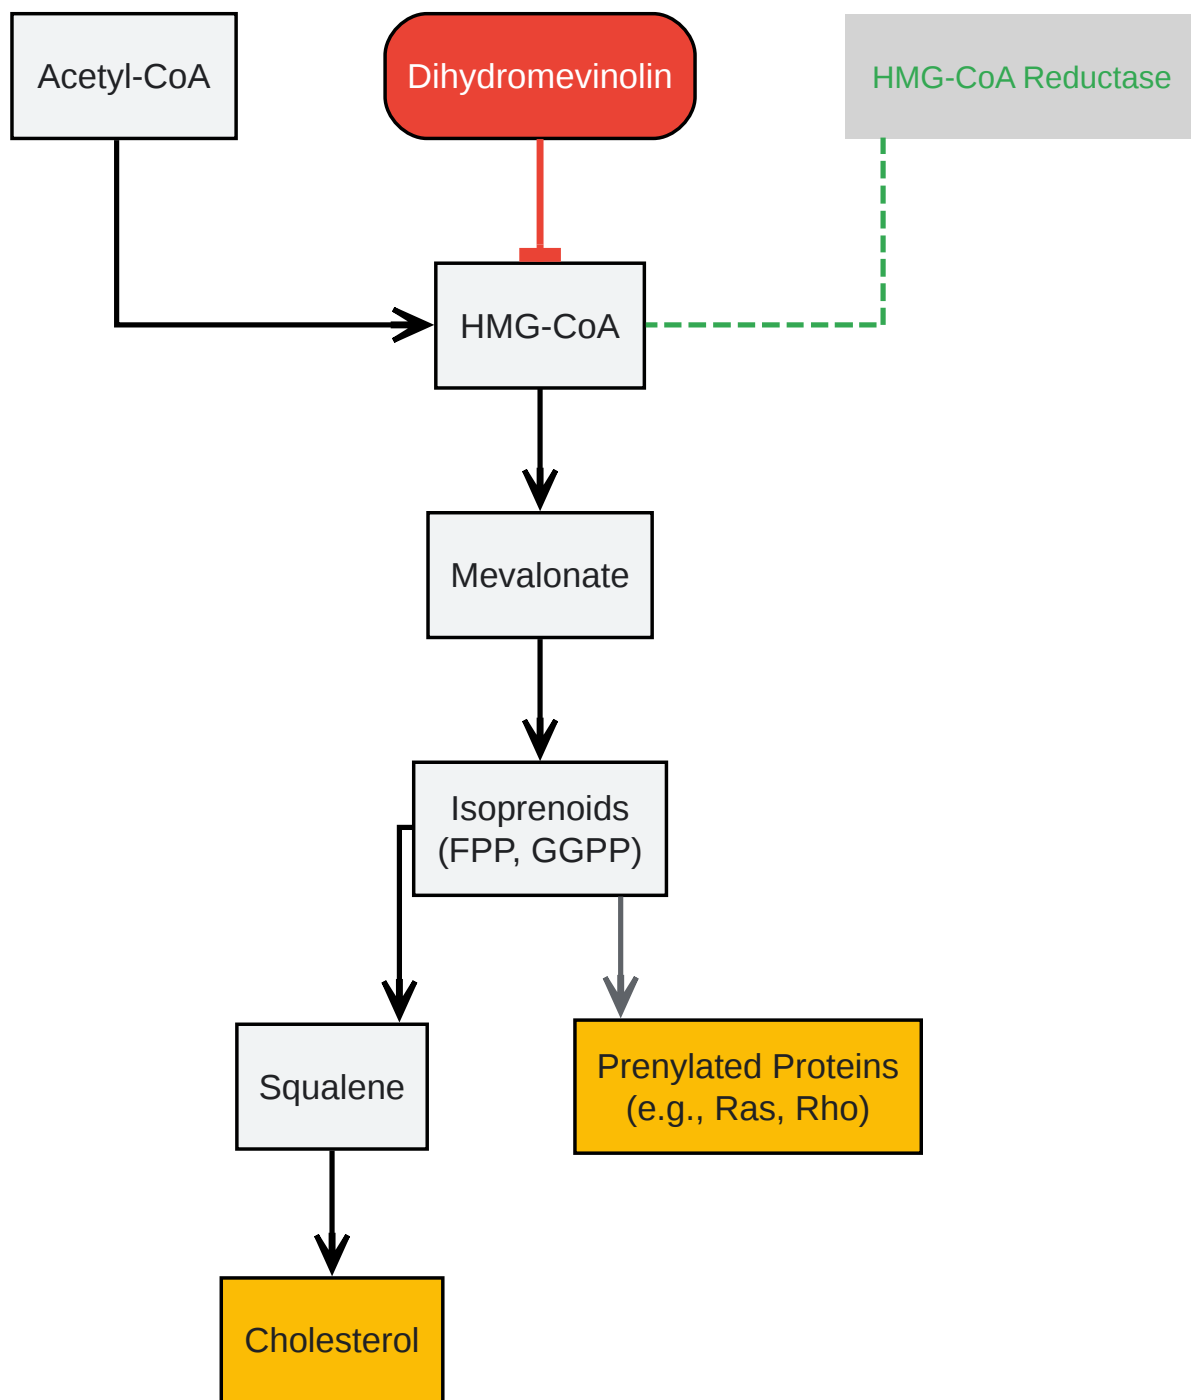 Acetyl-CoA
Dihydromevinolin
HMG-CoA Reductase
HMG-CoA
Mevalonate
Isoprenoids
(FPP, GGPP)
Squalene
Prenylated Proteins
(e.g., Ras, Rho)
Cholesterol